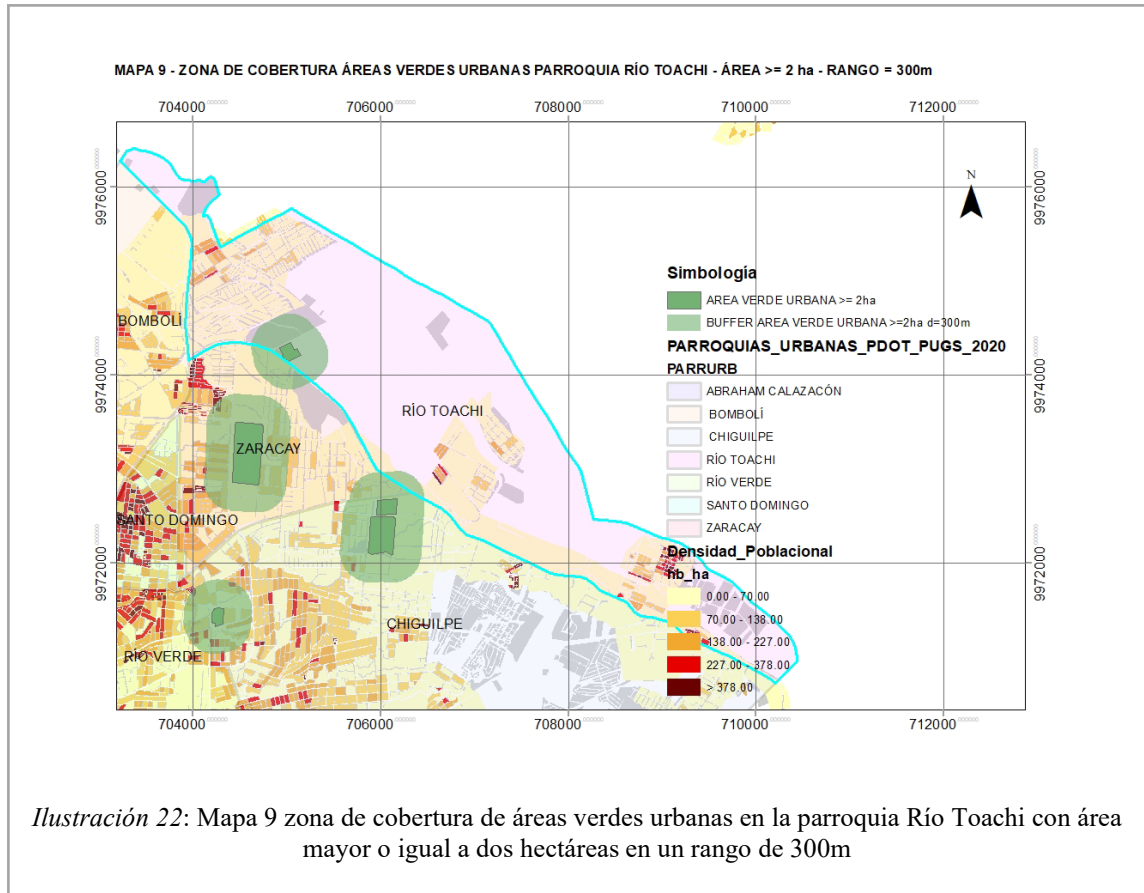 MAPA 9 - ZONA DE COBERTURA ÁREAS VERDES URBANAS PARROQUIA RÍO TOACHI - ÁREA >= 2 ha - RANGO = 300m
704000 706000 708000 710000 712000
9976000 9976000
N
Simbología
AREA VERDE URBANA >= 2ha
BUFFER AREA VERDE URBANA >=2ha d=300m
PARROQUIAS_URBANAS_PDOT_PUGS_2020
PARRURB
ABRAHAM CALAZACÓN
BOMBOLÍ
CHIGUILPE
RÍO TOACHI
RÍO VERDE
SANTO DOMINGO
ZARACAY
Densidad_Poblacional
hb_ha
0.00 - 70.00
70.00 - 138.00
138.00 - 227.00
227.00 - 378.00
> 378.00
BOMBOLÍ
9974000 9974000
RÍO TOACHI
ZARACAY
SANTO DOMINGO
9972000 9972000
CHIGUILPE
RÍO VERDE
704000 706000 708000 710000 712000
Ilustración 22: Mapa 9 zona de cobertura de áreas verdes urbanas en la parroquia Río Toachi con área
mayor o igual a dos hectáreas en un rango de 300m